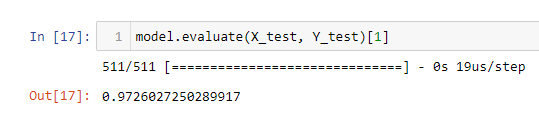 In [17]: 1 model.evaluate(X_test, Y_test)[1]
511/511 [==============================] - 0s 19us/step
Out[17]: 0.9726027250289917